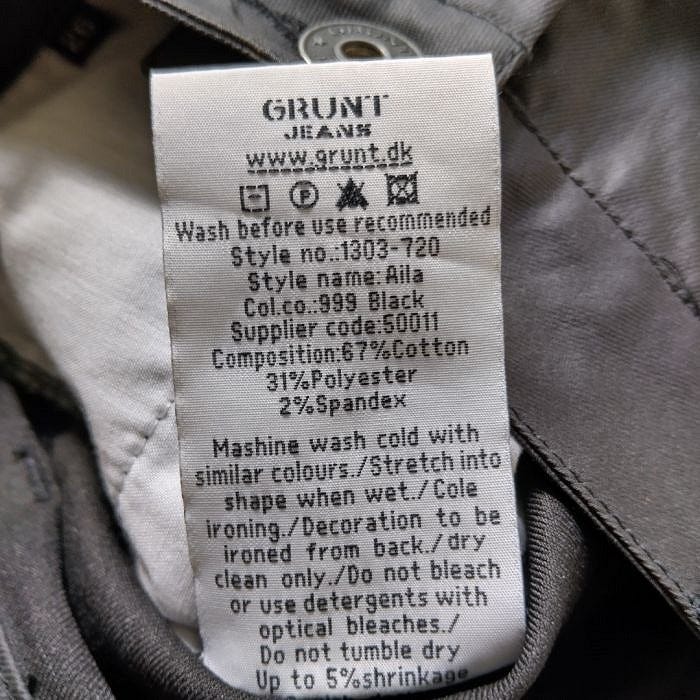 26
GRUNT
GRUNT
JEANS
www.grunt.dk
P
Wash before use recommended
Style no.:1303-720
Style name:Aila
Col.co.:999 Black
Supplier code:50011
Composition:67%Cotton
31%Polyester
2%Spandex
Mashine wash cold with
similar colours./Stretch into
shape when wet./Cole
ironing./Decoration to be
ironed from back./dry
clean only./Do not bleach
or use detergents with
optical bleaches./
Do not tumble dry
Up to 5%shrinkage